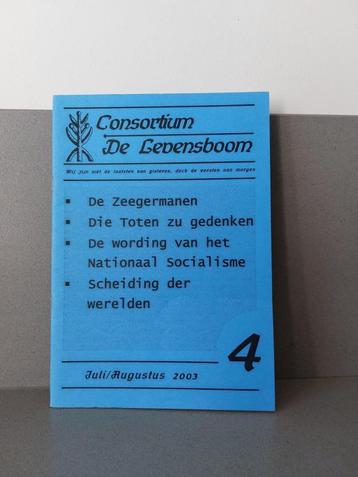 Consortium
De Levensboom
Wij zijn niet de laatsten van gisteren, doch de eersten van morgen
▪ De Zeegermanen
▪ Die Toten zu gedenken
▪ De wording van het
Nationaal Socialisme
▪ Scheiding der
werelden
4
Juli/Augustus 2003